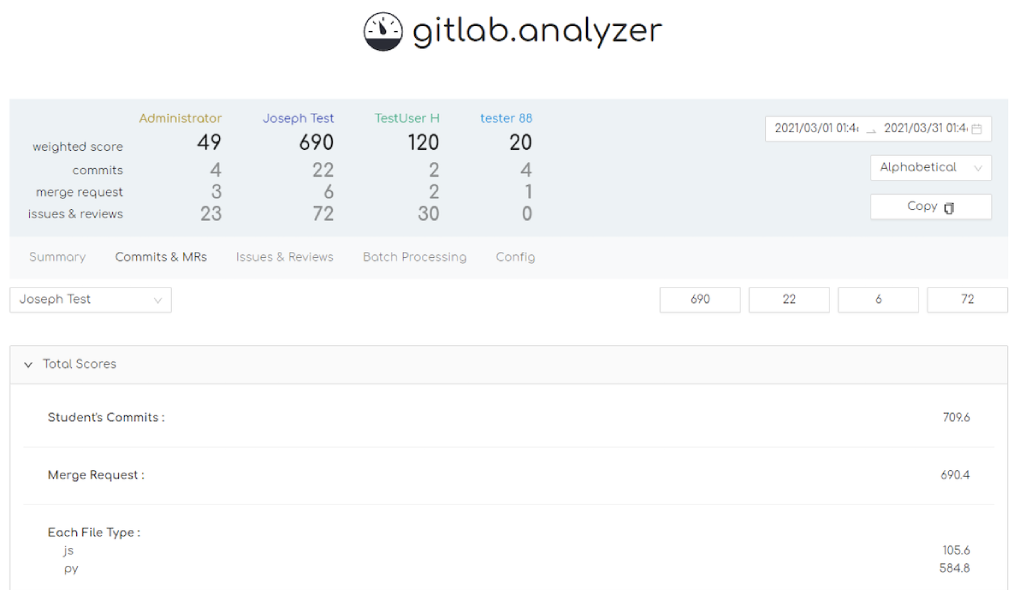 gitlab.analyzer
Administrator Joseph Test TestUser H tester 88
weighted score 49 690 120 20
commits 4 22 2 4
merge request 3 6 2 1
issues & reviews 23 72 30 0
2021/03/01 01:4 → 2021/03/31 01:4
Alphabetical
Copy
Summary Commits & MRs Issues & Reviews Batch Processing Config
Joseph Test 690 22 6 72
Total Scores
Student's Commits : 709.6
Merge Request : 690.4
Each File Type :
js 105.6
py 584.8